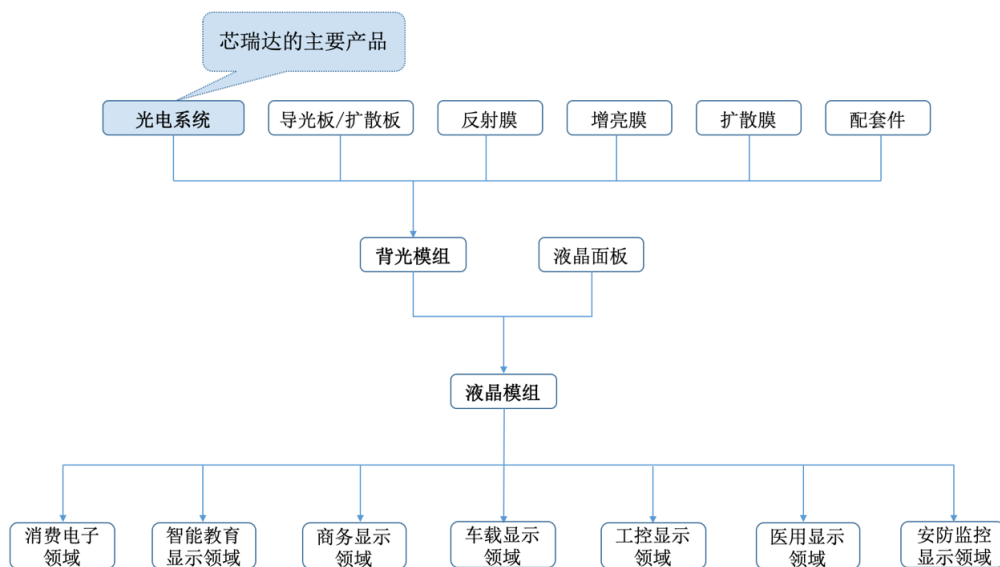 芯瑞达的主要产品
光电系统
导光板/扩散板
反射膜
增亮膜
扩散膜
配套件
背光模组
液晶面板
液晶模组
消费电子
领域
智能教育
显示领域
商务显示
领域
车载显示
领域
工控显示
领域
医用显示
领域
安防监控
显示领域